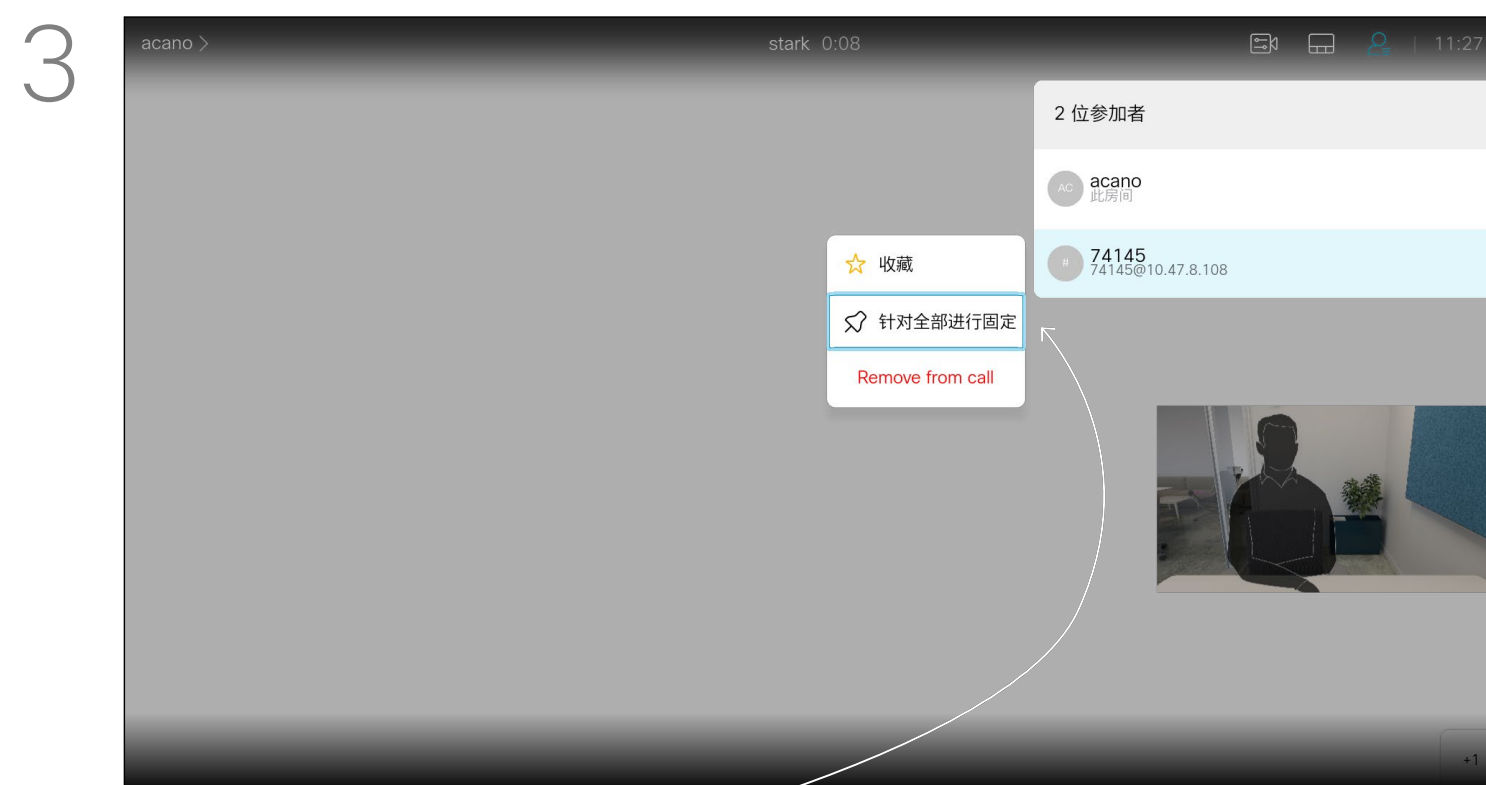 3
acano >
stark 0:08
11:27
2 位参加者
AC
acano
此房间
#
74145
74145@10.47.8.108
收藏
针对全部进行固定
Remove from call
+1